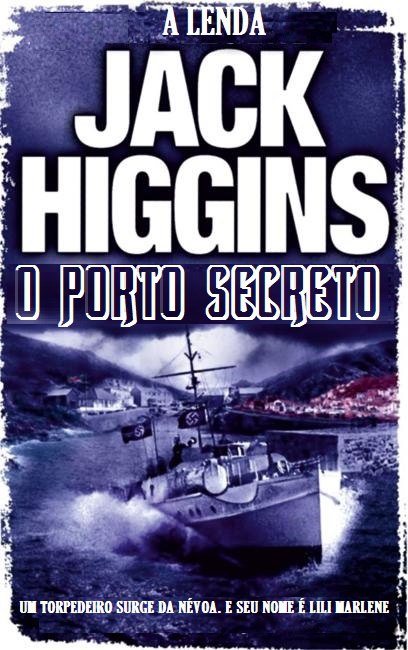 A LENDA
JACK
HIGGINS
O PORTO SECRETO
UM TORPEDEIRO SURGE DA NÉVOA. E SEU NOME É LILI MARLENE